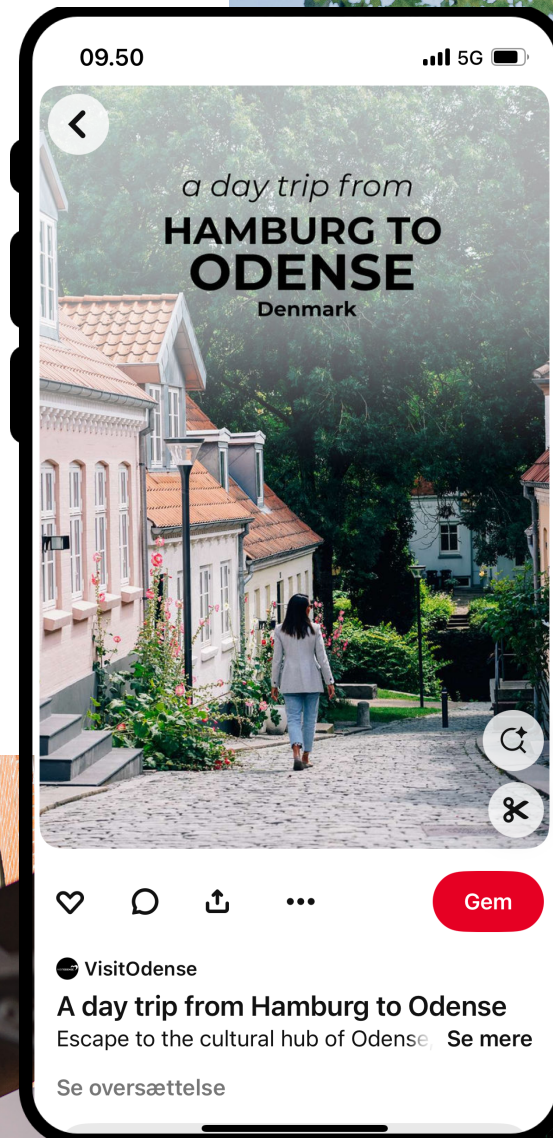 09.50
5G
a day trip from
HAMBURG TO
ODENSE
Denmark
Gem
VisitOdense
A day trip from Hamburg to Odense
Escape to the cultural hub of Odense, Se mere
Se oversættelse